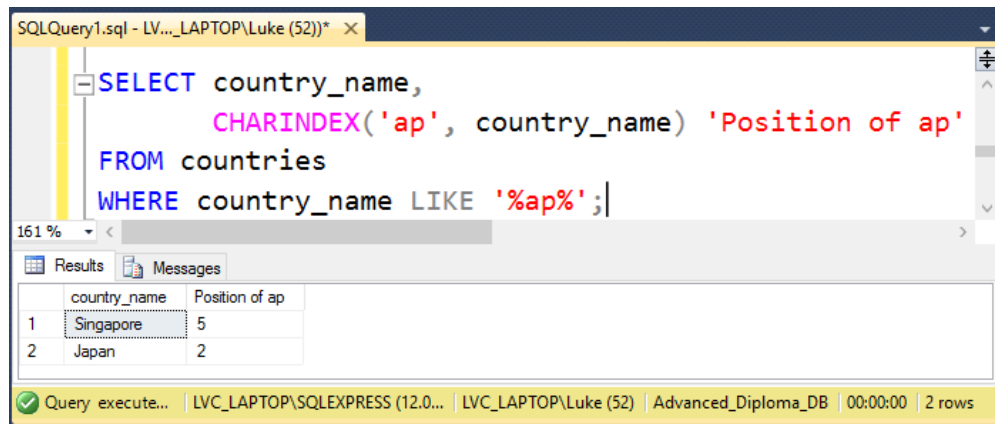 SQLQuery1.sql - LV..._LAPTOP\Luke (52))*
SELECT country_name,
CHARINDEX('ap', country_name) 'Position of ap'
FROM countries
WHERE country_name LIKE '%ap%';
161 %
Results Messages
country_name Position of ap
1 Singapore 5
2 Japan 2
Query execute... LVC_LAPTOP\SQLEXPRESS (12.0... LVC_LAPTOP\Luke (52) Advanced_Diploma_DB 00:00:00 2 rows